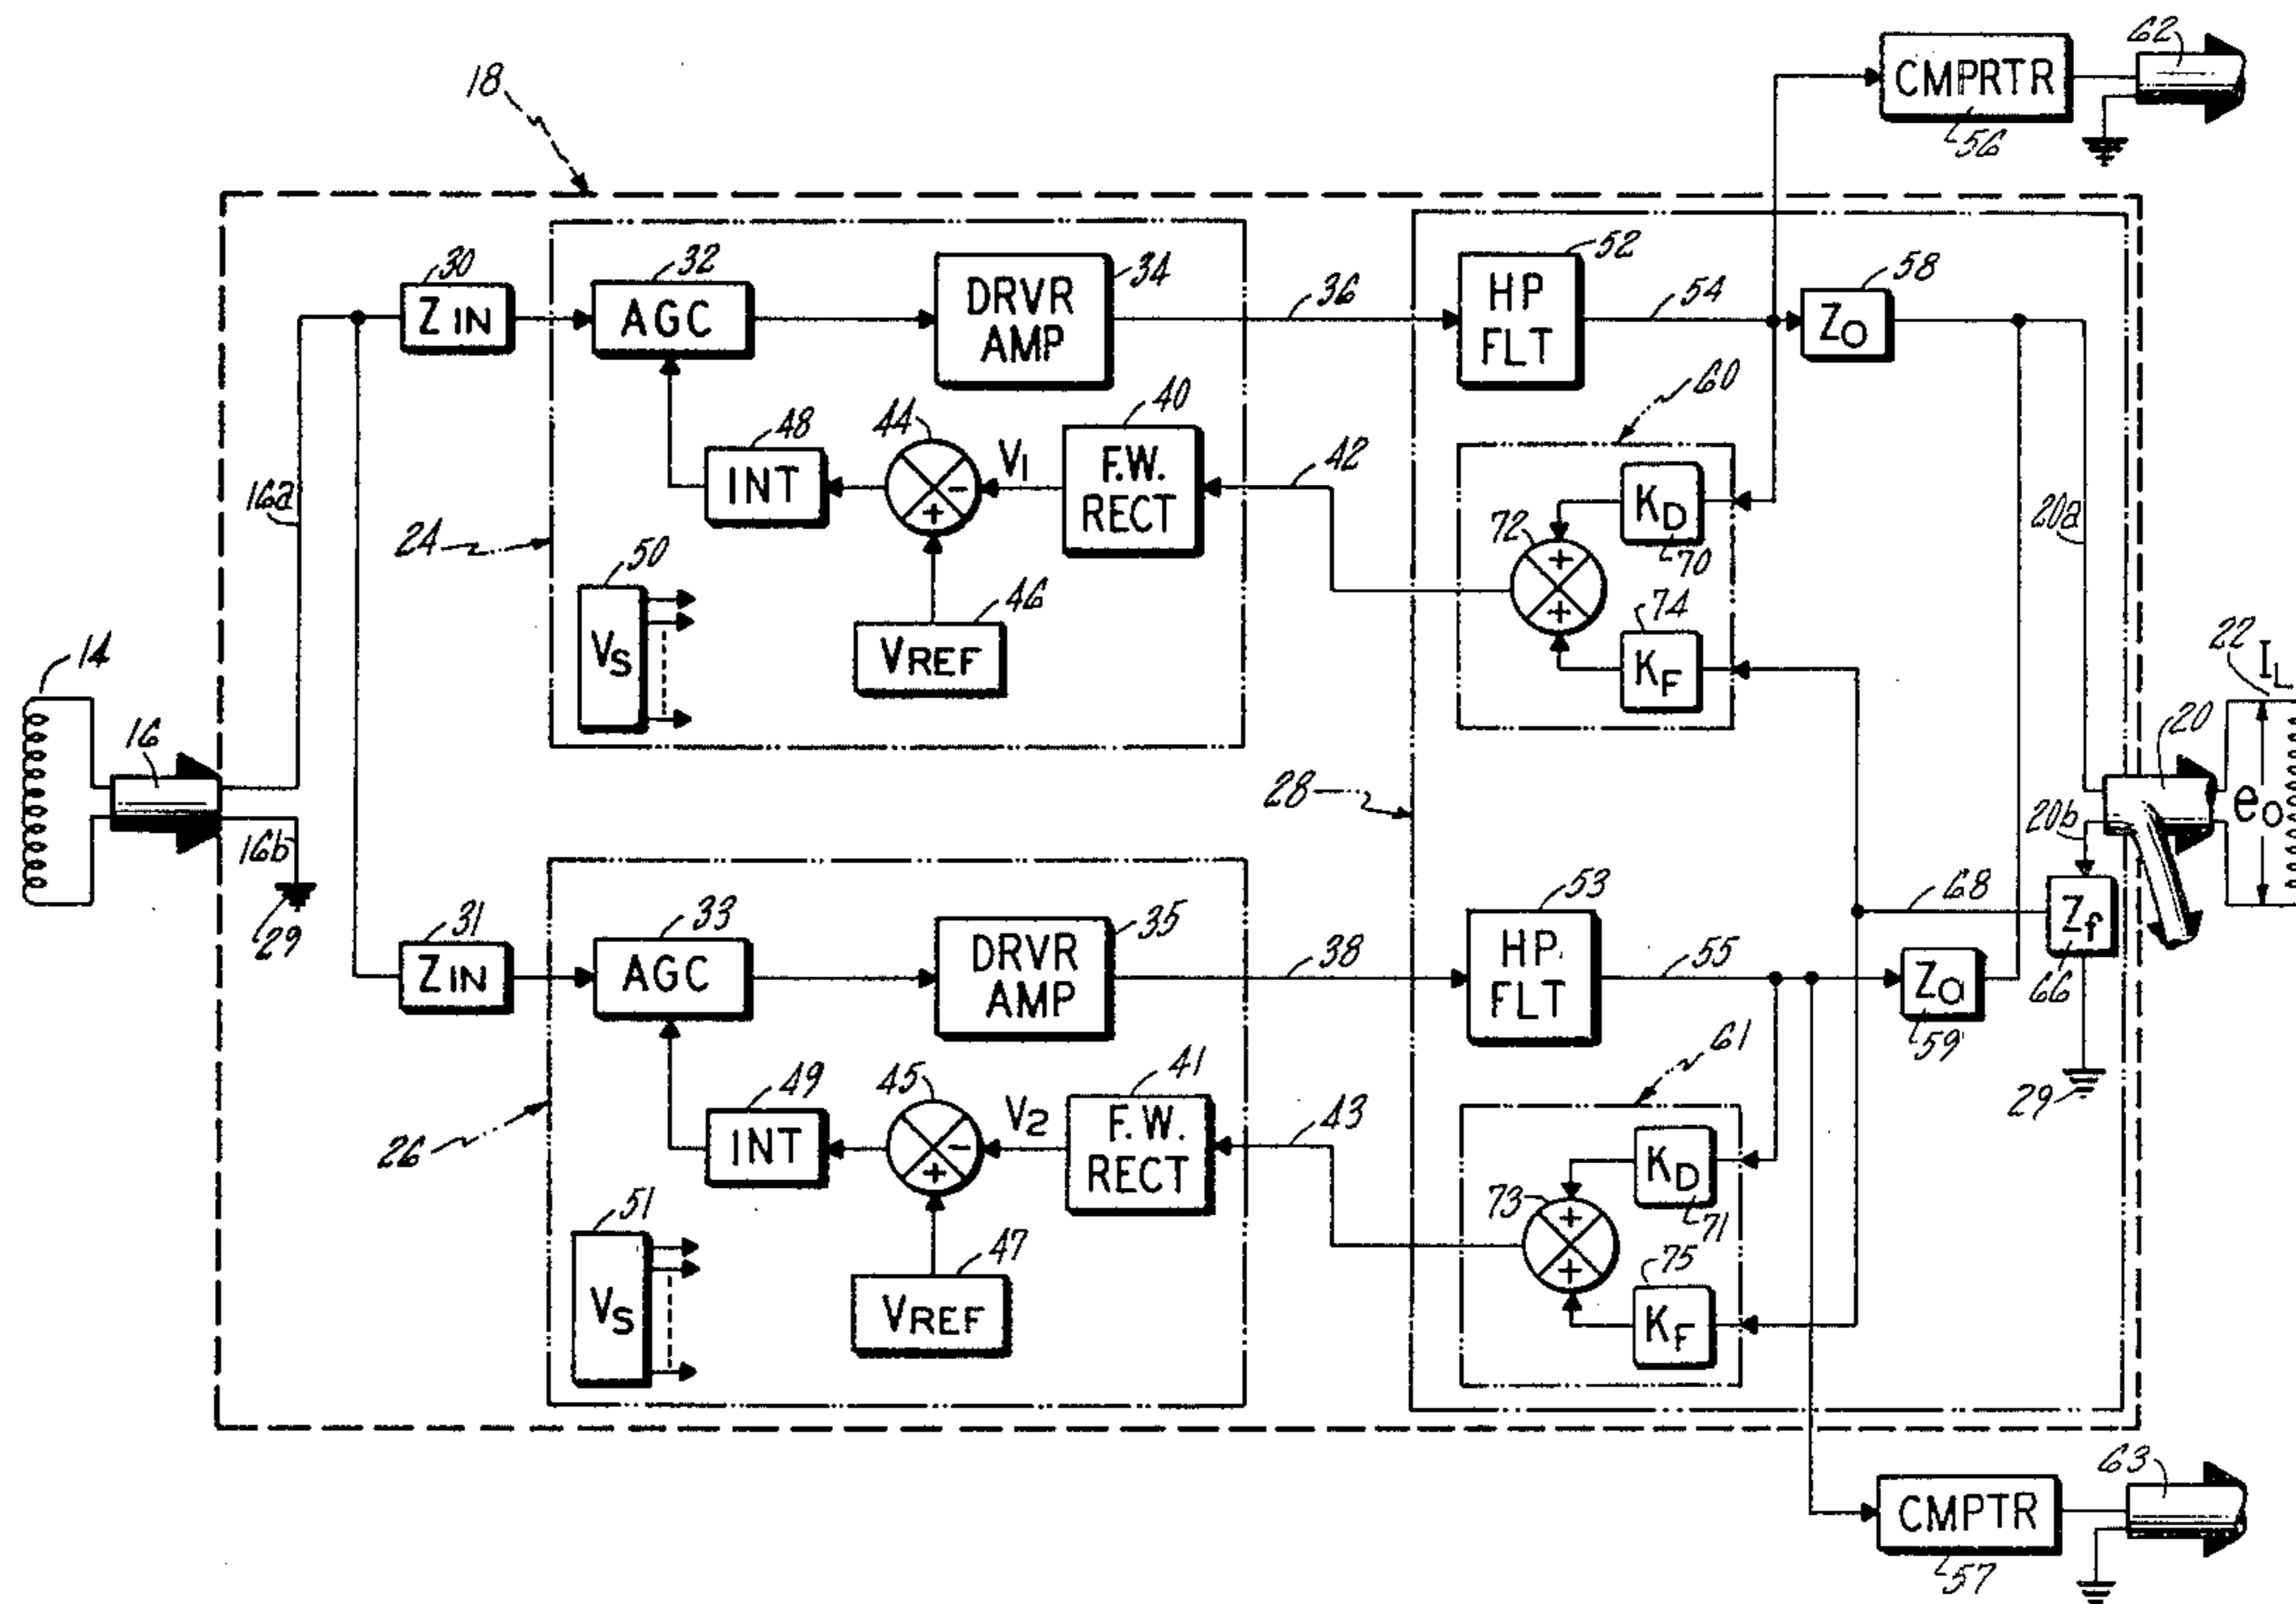 62
CMPRTR
56
18
30
Z IN
32
AGC
DRVR
AMP
34
36
52
HP
FLT
54
58
ZO
60
16a
24
48
INT
44
-
+
V1
40
F.W.
RECT
42
KD
70
72
+
+
74
KF
20a
50
VS
46
VREF
14
16
16b
29
28
22
IL
20
eO
20b
68
Zf
66
29
31
Z IN
33
AGC
DRVR
AMP
35
38
53
HP
FLT
55
ZO
59
61
26
49
INT
45
-
+
V2
41
F.W.
RECT
43
KD
71
73
+
+
75
KF
51
VS
47
VREF
CMPTR
57
63